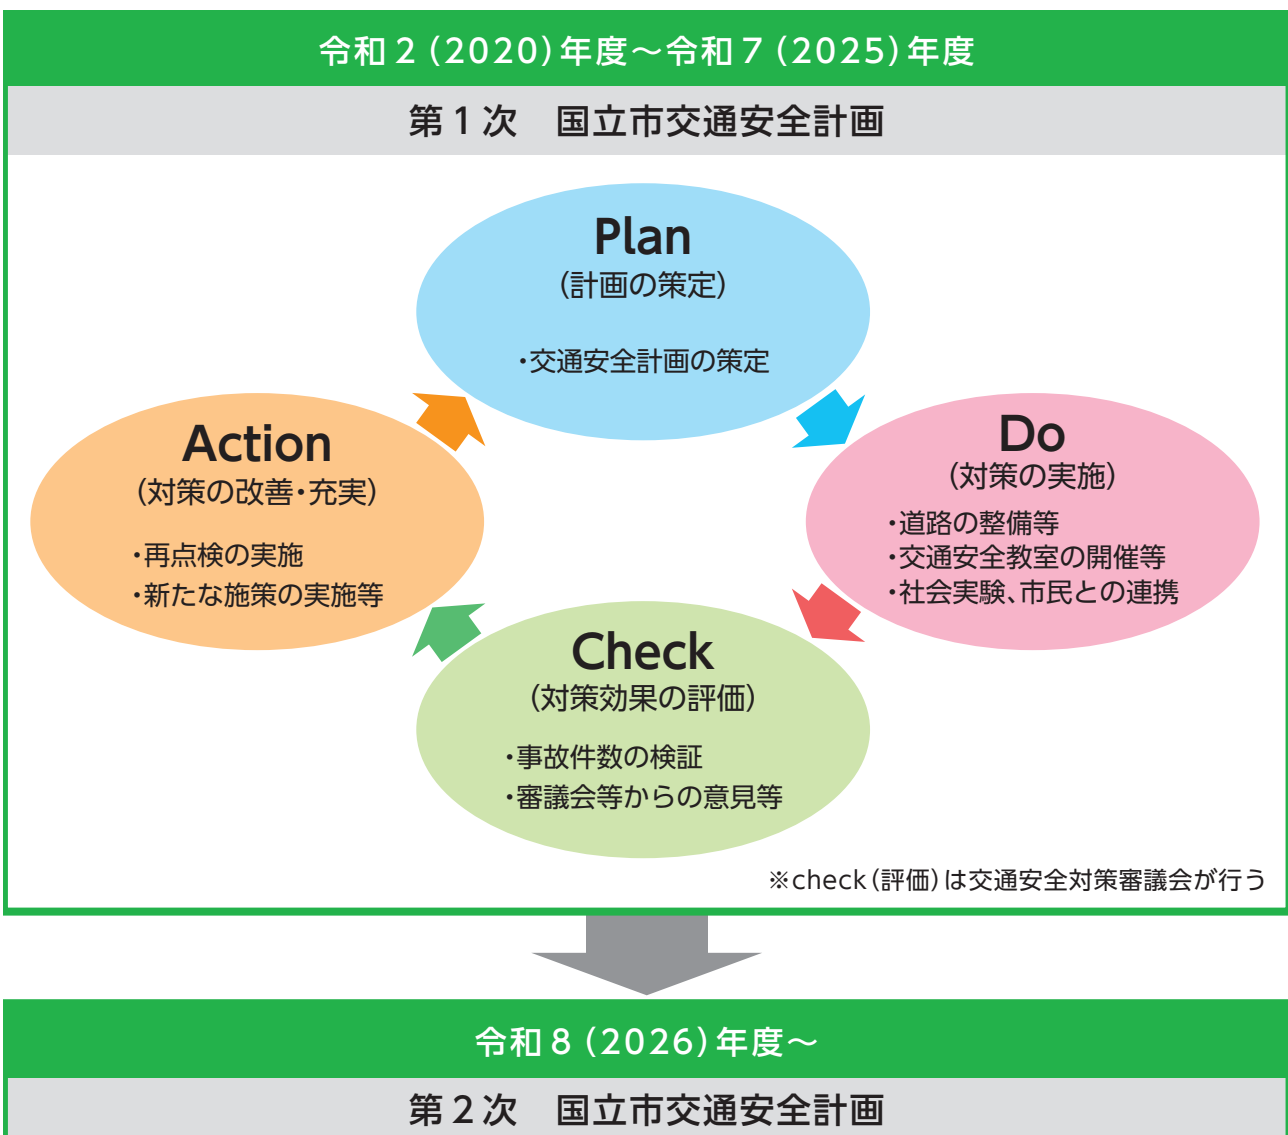 令和２（2020）年度～令和７（2025）年度
第１次　国立市交通安全計画
Plan
（計画の策定）
・交通安全計画の策定
Do
（対策の実施）
・道路の整備等
・交通安全教室の開催等
・社会実験、市民との連携
Check
（対策効果の評価）
・事故件数の検証
・審議会等からの意見等
Action
（対策の改善・充実）
・再点検の実施
・新たな施策の実施等
※check（評価）は交通安全対策審議会が行う
令和８（2026）年度～
第２次　国立市交通安全計画